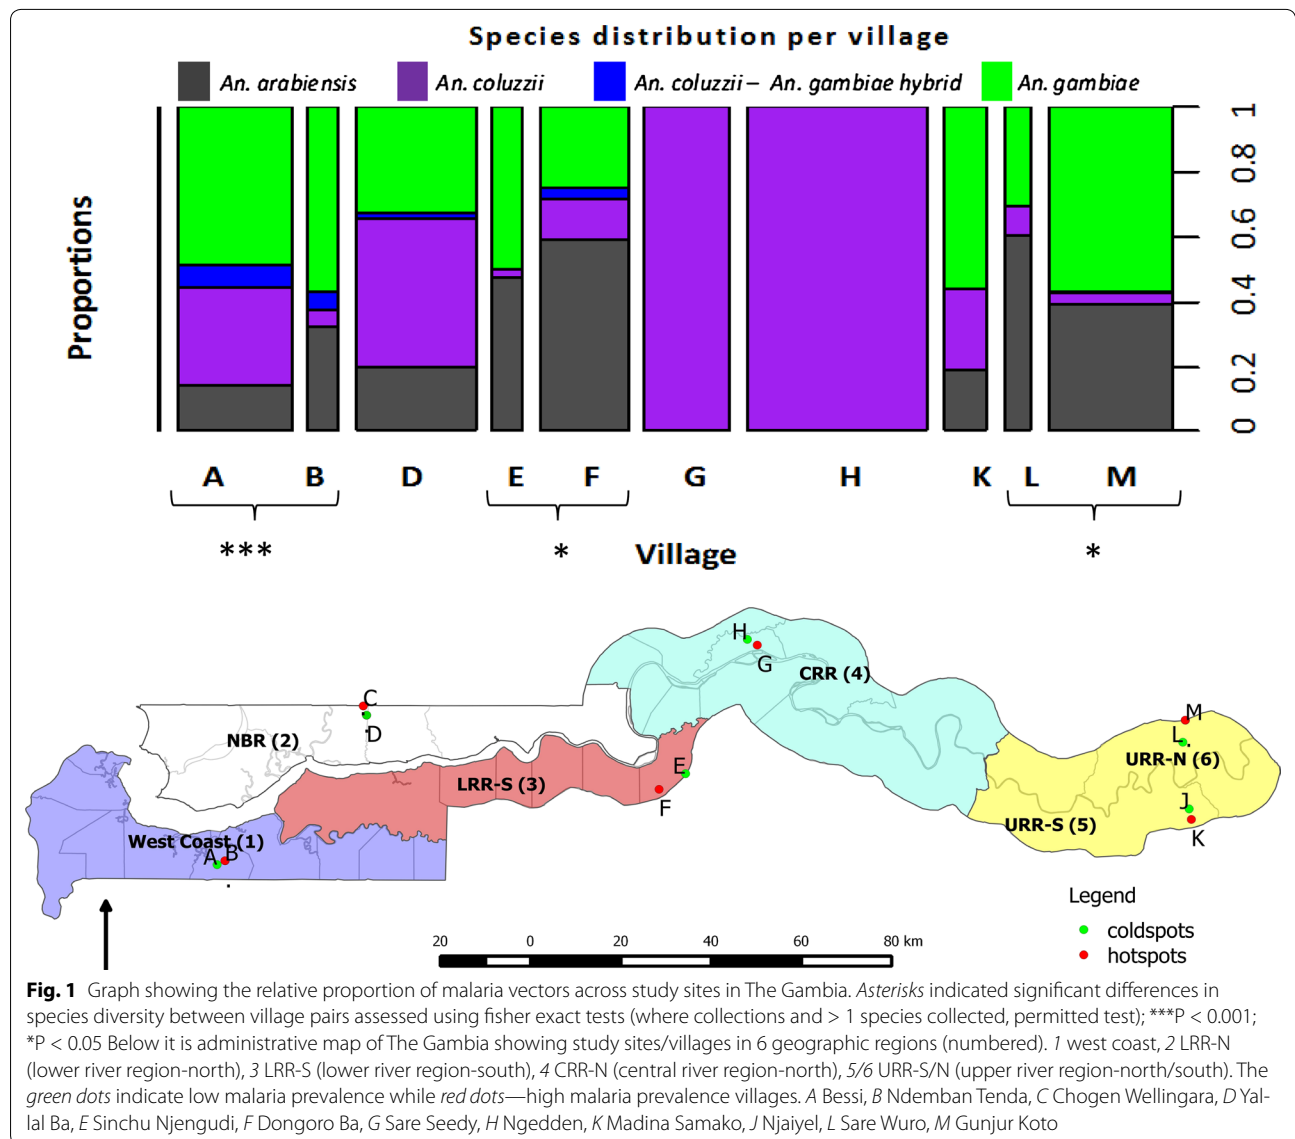 Species distribution per village
An. arabiensis An. coluzzii An. coluzzii – An. gambiae hybrid An. gambiae
Proportions
1
0.8
0.6
0.4
0.2
0
A B D E F G H K L M
*** * Village *
H
G
CRR (4)
C
D
NBR (2)
M
L
URR-N (6)
E
LRR-S (3)
F
J
URR-S (5)
K
West Coast (1)
A B
Legend
coldspots
hotspots
20 0 20 40 60 80 km
Fig. 1 Graph showing the relative proportion of malaria vectors across study sites in The Gambia. Asterisks indicated significant differences in
species diversity between village pairs assessed using fisher exact tests (where collections and > 1 species collected, permitted test); ***P < 0.001;
*P < 0.05 Below it is administrative map of The Gambia showing study sites/villages in 6 geographic regions (numbered). 1 west coast, 2 LRR-N
(lower river region-north), 3 LRR-S (lower river region-south), 4 CRR-N (central river region-north), 5/6 URR-S/N (upper river region-north/south). The
green dots indicate low malaria prevalence while red dots—high malaria prevalence villages. A Bessi, B Ndemban Tenda, C Chogen Wellingara, D Yal-
lal Ba, E Sinchu Njengudi, F Dongoro Ba, G Sare Seedy, H Ngedden, K Madina Samako, J Njaiyel, L Sare Wuro, M Gunjur Koto